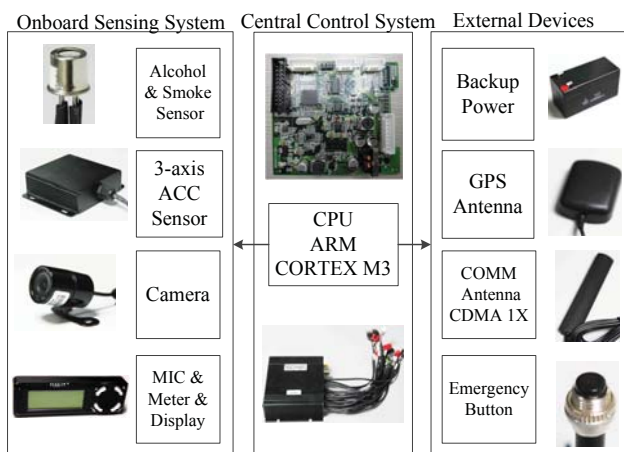 Onboard Sensing System
Central Control System
External Devices
Alcohol
& Smoke
Sensor
3-axis
ACC
Sensor
Camera
MIC &
Meter &
Display
CPU
ARM
CORTEX M3
Backup
Power
GPS
Antenna
COMM
Antenna
CDMA 1X
Emergency
Button